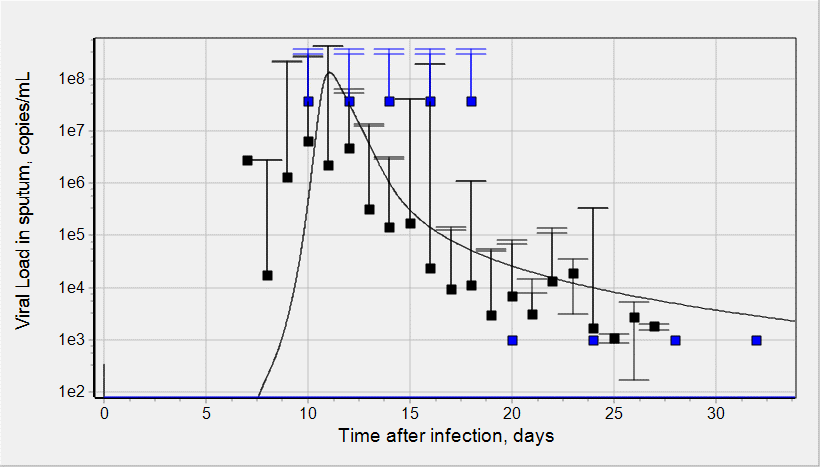 Viral Load in sputum, copies/mL
1e8
1e7
1e6
1e5
1e4
1e3
1e2
0 5 10 15 20 25 30
Time after infection, days